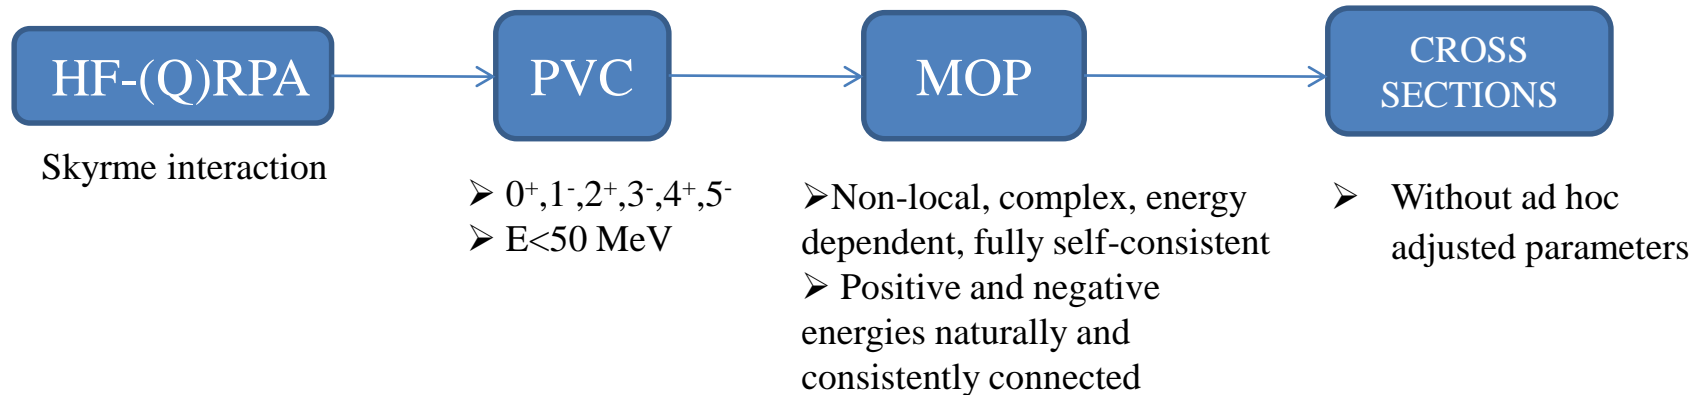 HF-(Q)RPA
Skyrme interaction
PVC
➢ 0⁺,1⁻,2⁺,3⁻,4⁺,5⁻
➢ E<50 MeV
MOP
➢Non-local, complex, energy
dependent, fully self-consistent
➢ Positive and negative
energies naturally and
consistently connected
CROSS
SECTIONS
➢ Without ad hoc
adjusted parameters